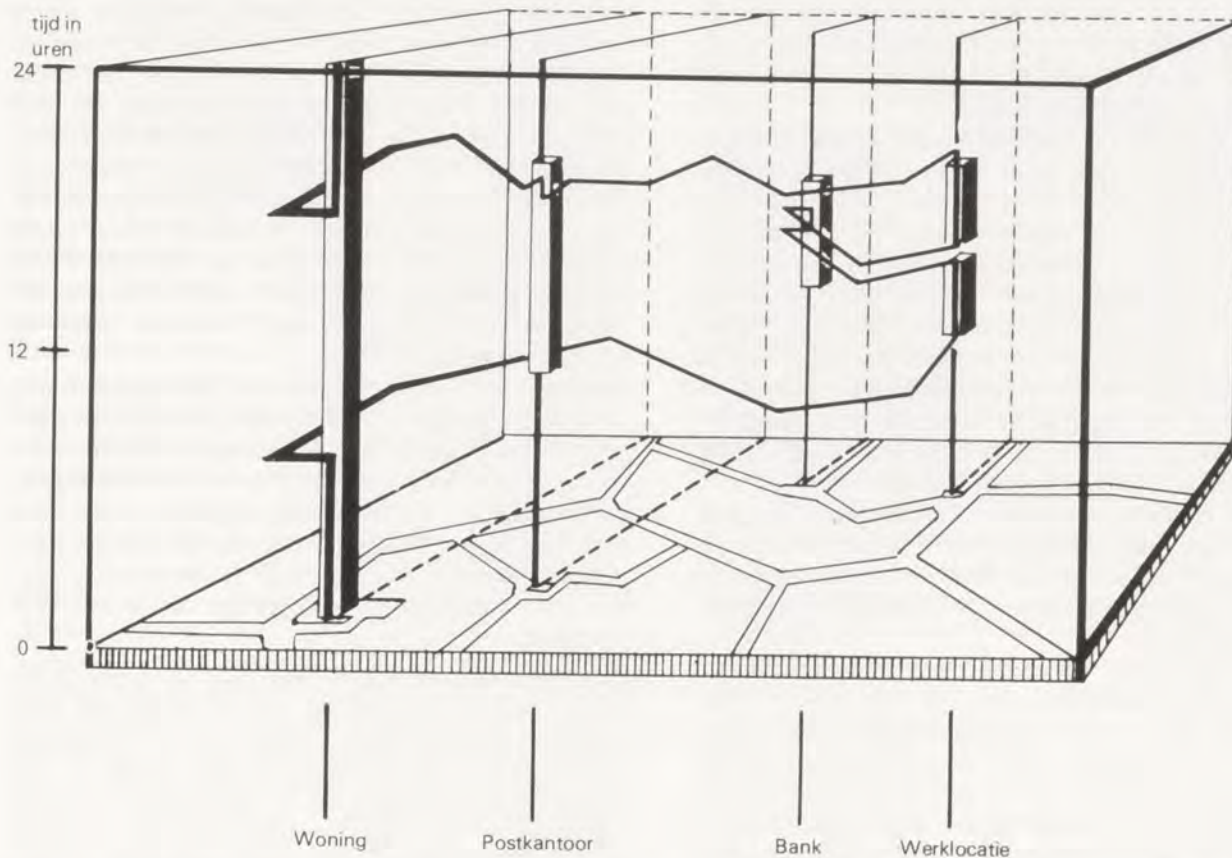 tijd in
uren
24
12
0
Woning
Postkantoor
Bank
Werklocatie